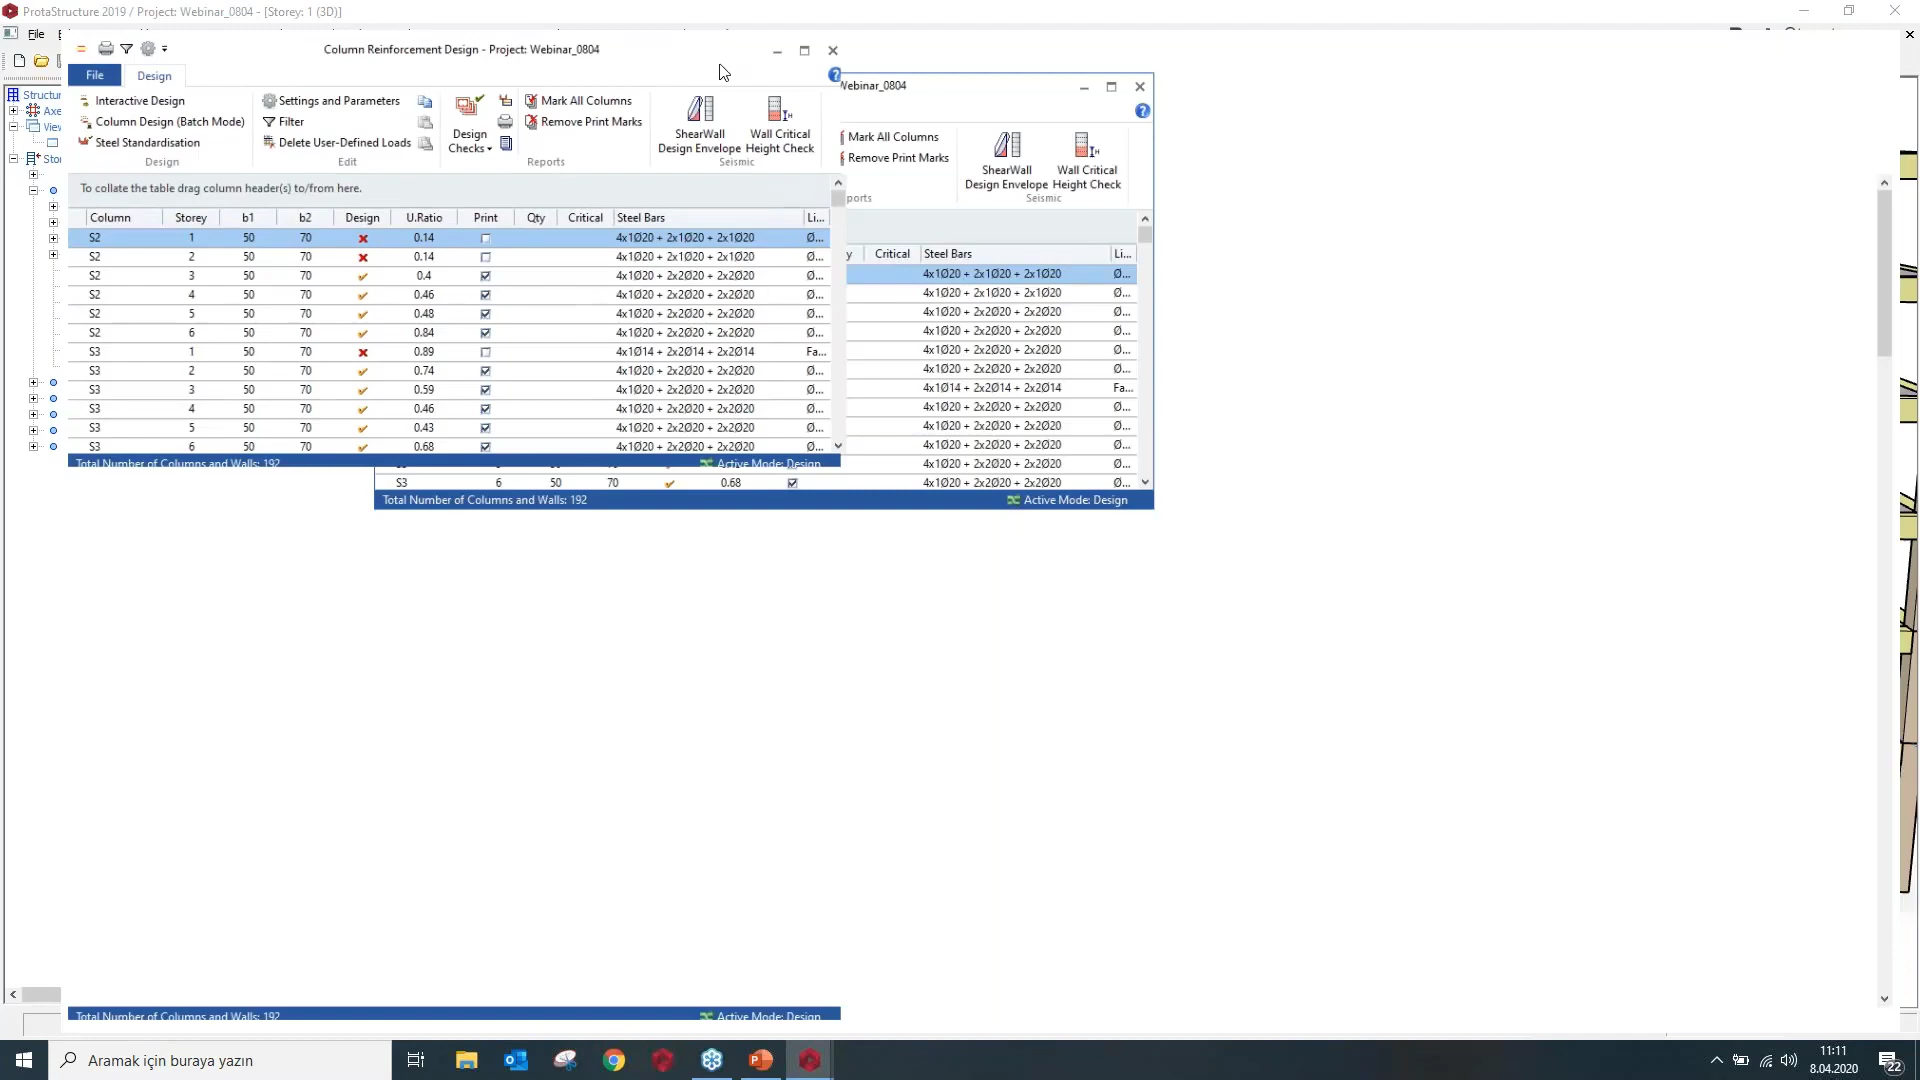 ProtaStructure 2019 / Project: Webinar_0804 - [Storey: 1 (3D)]
File
Column Reinforcement Design - Project: Webinar_0804
File Design
Interactive Design
Column Design (Batch Mode)
Steel Standardisation
Design
Settings and Parameters
Filter
Delete User-Defined Loads
Edit
Design
Checks
Mark All Columns
Remove Print Marks
Reports
ShearWall
Design Envelope
Wall Critical
Height Check
Seismic
To collate the table drag column header(s) to/from here.
Column Storey b1 b2 Design U.Ratio Print Qty Critical Steel Bars Li...
S2 1 50 70 0.14 4x1Ø20 + 2x1Ø20 + 2x1Ø20 Ø...
S2 2 50 70 0.14 4x1Ø20 + 2x1Ø20 + 2x1Ø20 Ø...
S2 3 50 70 0.4 4x1Ø20 + 2x2Ø20 + 2x2Ø20 Ø...
S2 4 50 70 0.46 4x1Ø20 + 2x2Ø20 + 2x2Ø20 Ø...
S2 5 50 70 0.48 4x1Ø20 + 2x2Ø20 + 2x2Ø20 Ø...
S2 6 50 70 0.84 4x1Ø20 + 2x2Ø20 + 2x2Ø20 Ø...
S3 1 50 70 0.89 4x1Ø14 + 2x2Ø14 + 2x2Ø14 Fa...
S3 2 50 70 0.74 4x1Ø20 + 2x2Ø20 + 2x2Ø20 Ø...
S3 3 50 70 0.59 4x1Ø20 + 2x2Ø20 + 2x2Ø20 Ø...
S3 4 50 70 0.46 4x1Ø20 + 2x2Ø20 + 2x2Ø20 Ø...
S3 5 50 70 0.43 4x1Ø20 + 2x2Ø20 + 2x2Ø20 Ø...
S3 6 50 70 0.68 4x1Ø20 + 2x2Ø20 + 2x2Ø20 Ø...
Total Number of Columns and Walls: 192 Active Mode: Design
Webinar_0804
Mark All Columns
Remove Print Marks
ports
ShearWall
Design Envelope
Wall Critical
Height Check
Seismic
y Critical Steel Bars Li...
4x1Ø20 + 2x1Ø20 + 2x1Ø20 Ø...
4x1Ø20 + 2x1Ø20 + 2x1Ø20 Ø...
4x1Ø20 + 2x2Ø20 + 2x2Ø20 Ø...
4x1Ø20 + 2x2Ø20 + 2x2Ø20 Ø...
4x1Ø20 + 2x2Ø20 + 2x2Ø20 Ø...
4x1Ø20 + 2x2Ø20 + 2x2Ø20 Ø...
4x1Ø14 + 2x2Ø14 + 2x2Ø14 Fa...
4x1Ø20 + 2x2Ø20 + 2x2Ø20 Ø...
4x1Ø20 + 2x2Ø20 + 2x2Ø20 Ø...
4x1Ø20 + 2x2Ø20 + 2x2Ø20 Ø...
4x1Ø20 + 2x2Ø20 + 2x2Ø20 Ø...
S3 6 50 70 0.68 4x1Ø20 + 2x2Ø20 + 2x2Ø20 Ø...
Total Number of Columns and Walls: 192 Active Mode: Design
Structur
Axe
View
Stor
Total Number of Columns and Walls: 192 Active Mode: Design
Aramak için buraya yazın
11:11
8.04.2020
22